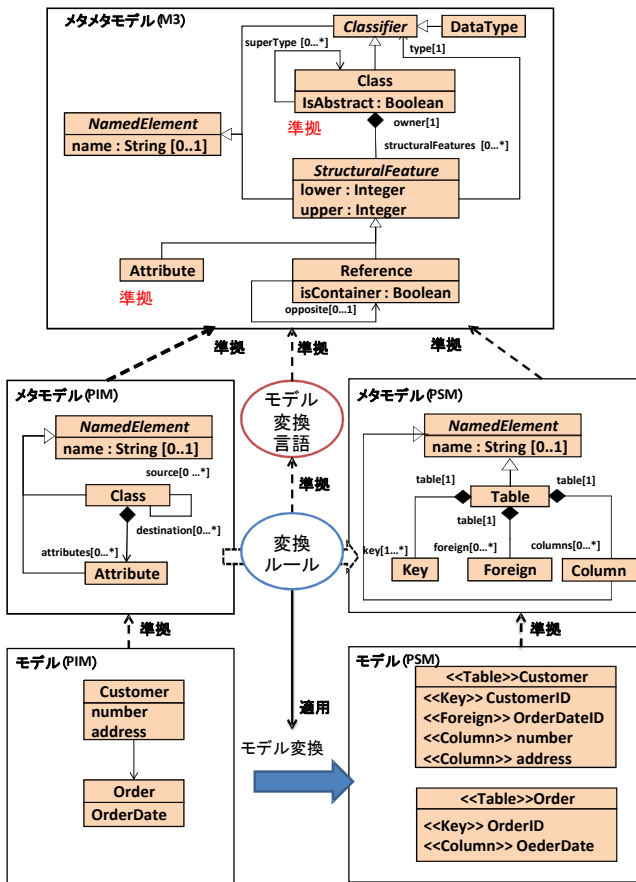 メタメタモデル(M3)
Classifier
DataType
superType [0...*]
type[1]
Class
IsAbstract : Boolean
準拠
owner[1]
NamedElement
name : String [0..1]
structuralFeatures [0...*]
StructuralFeature
lower : Integer
upper : Integer
Attribute
準拠
Reference
isContainer : Boolean
opposite[0...1]
準拠
準拠
準拠
メタモデル(PIM)
NamedElement
name : String [0..1]
source[0 ...*]
Class
destination[0...*]
attributes[0...*]
Attribute
モデル
変換
言語
準拠
変換
ルール
メタモデル(PSM)
NamedElement
name : String [0..1]
table[1]
table[1]
Table
table[1]
key[1...*]
foreign[0...*]
columns[0...*]
Key
Foreign
Column
準拠
準拠
モデル(PIM)
Customer
number
address
Order
OrderDate
適用
モデル変換
モデル(PSM)
<<Table>>Customer
<<Key>> CustomerID
<<Foreign>> OrderDateID
<<Column>> number
<<Column>> address
<<Table>>Order
<<Key>> OrderID
<<Column>> OederDate